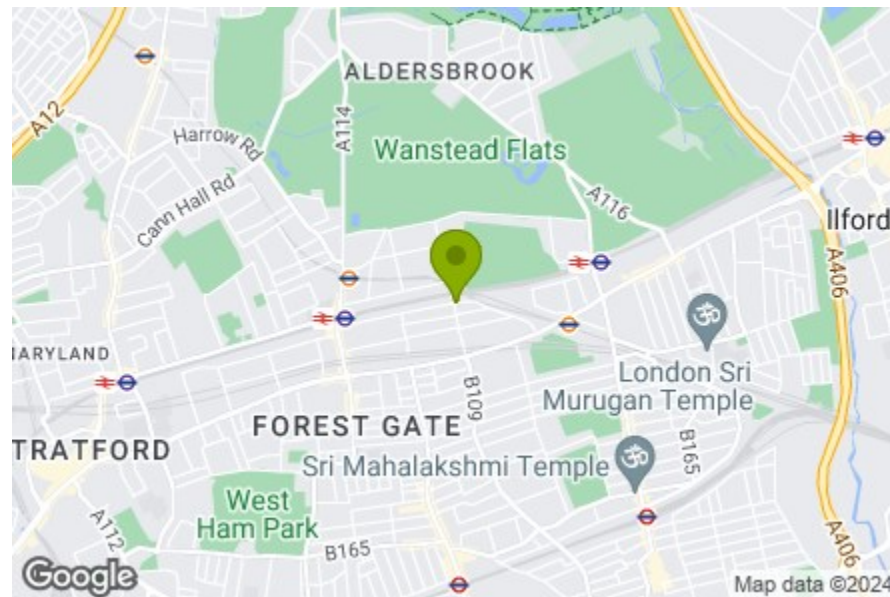 A12
ALDERSBROOK
Harrow Rd
A114
Wanstead Flats
Cann Hall Rd
A116
Ilford
A406
MARYLAND
London Sri
Murugan Temple
B109
FOREST GATE
TRATFORD
Sri Mahalakshmi Temple
B165
West
Ham Park
A112
B165
A406
Google
Map data ©2024
ॐ
ॐ